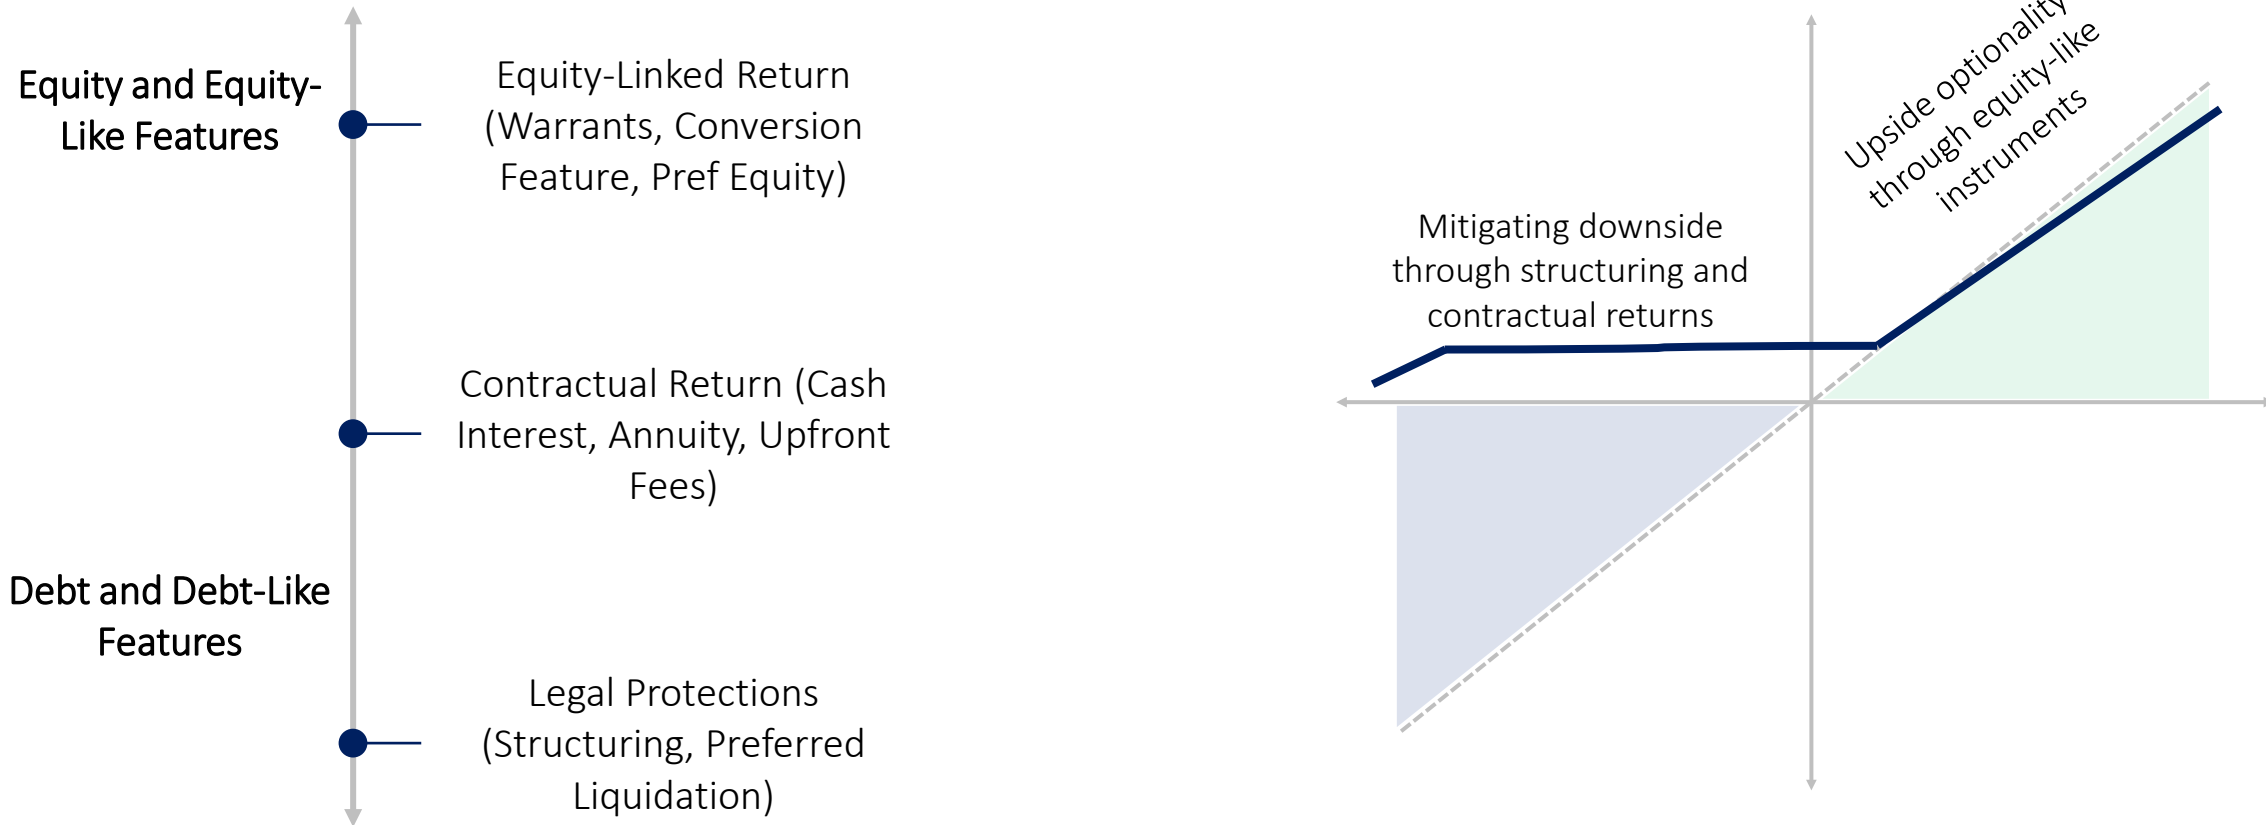 Equity and Equity-
Like Features
Equity-Linked Return
(Warrants, Conversion
Feature, Pref Equity)
Contractual Return (Cash
Interest, Annuity, Upfront
Fees)
Debt and Debt-Like
Features
Legal Protections
(Structuring, Preferred
Liquidation)
Mitigating downside
through structuring and
contractual returns
Upside optionality
through equity-like
instruments